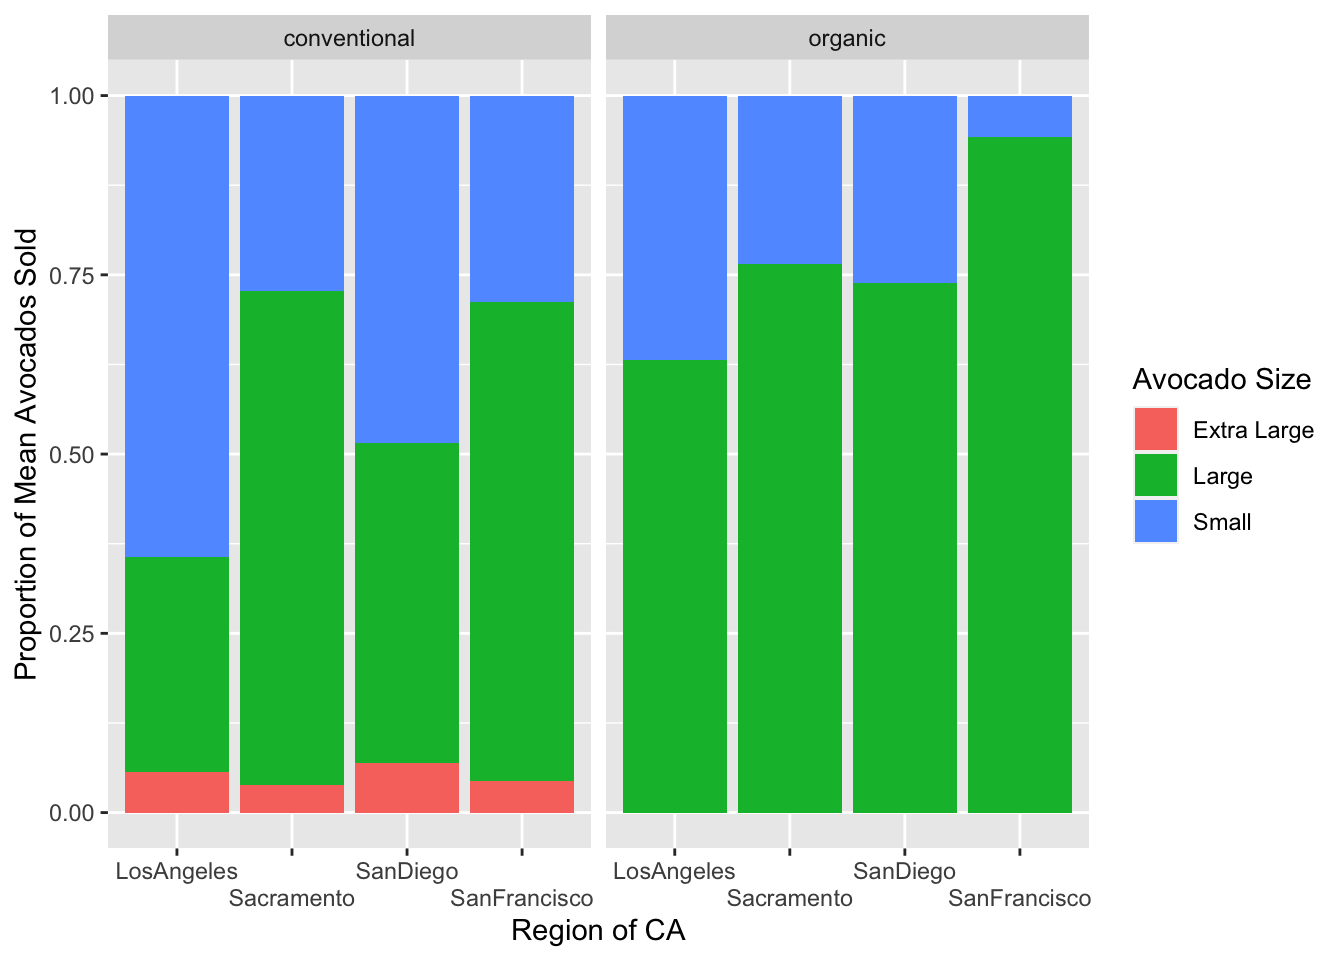 conventional
organic
Proportion of Mean Avocados Sold
1.00
0.75
0.50
0.25
0.00
LosAngeles
Sacramento
SanDiego
SanFrancisco
LosAngeles
Sacramento
SanDiego
SanFrancisco
Region of CA
Avocado Size
Extra Large
Large
Small